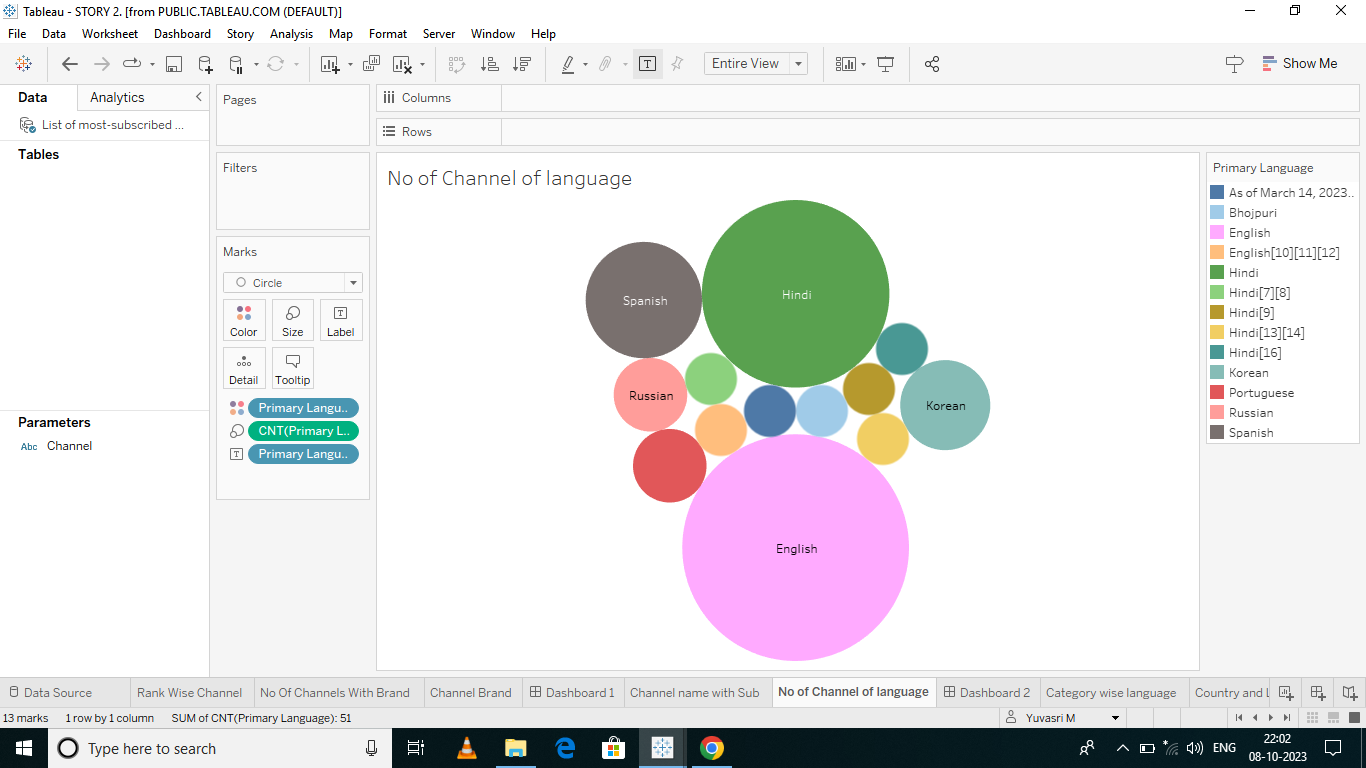 Tableau - STORY 2. [from PUBLIC.TABLEAU.COM (DEFAULT)]
File Data Worksheet Dashboard Story Analysis Map Format Server Window Help
Entire View
Show Me
Data Analytics
List of most-subscribed ...
Tables
Parameters
Abc Channel
Pages
Filters
Marks
Circle
Color Size Label
Detail Tooltip
Primary Langu..
CNT(Primary L..
Primary Langu..
Columns
Rows
No of Channel of language
Spanish
Hindi
Russian
Korean
English
Primary Language
As of March 14, 2023..
Bhojpuri
English
English[10][11][12]
Hindi
Hindi[7][8]
Hindi[9]
Hindi[13][14]
Hindi[16]
Korean
Portuguese
Russian
Spanish
Data Source Rank Wise Channel No Of Channels With Brand Channel Brand Dashboard 1 Channel name with Sub No of Channel of language Dashboard 2 Category wise language Country and L
13 marks 1 row by 1 column SUM of CNT(Primary Language): 51 Yuvasri M
Type here to search
ENG
22:02
08-10-2023